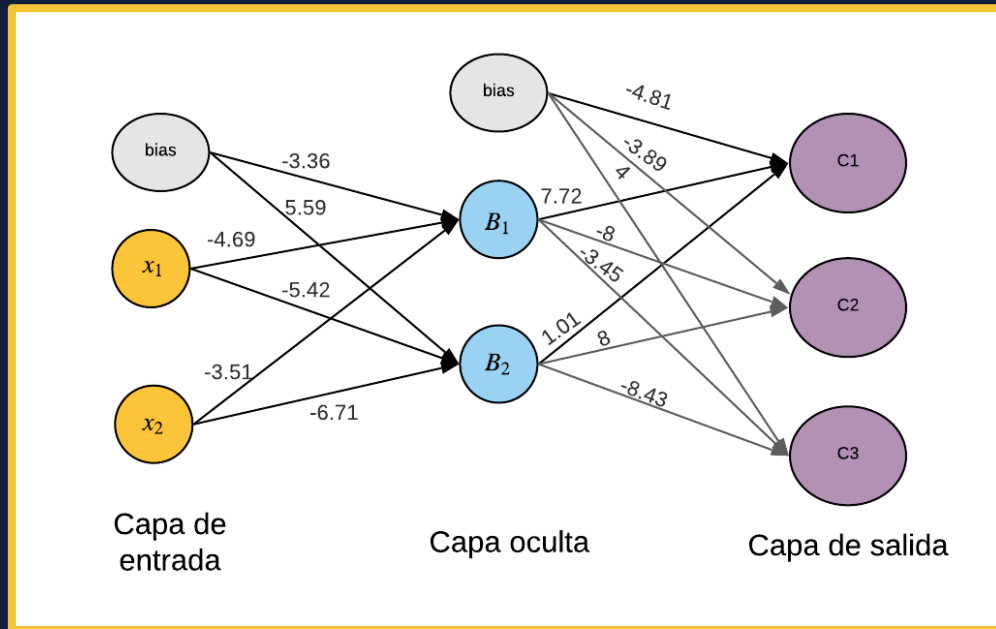 bias
-4.81
bias
-3.36
-3.89
4
C1
5.59
7.72
B₁
-4.69
x₁
-8
-3.45
-5.42
C2
1.01
8
B₂
-3.51
-6.71
-8.43
x₂
C3
Capa de
entrada
Capa oculta
Capa de salida